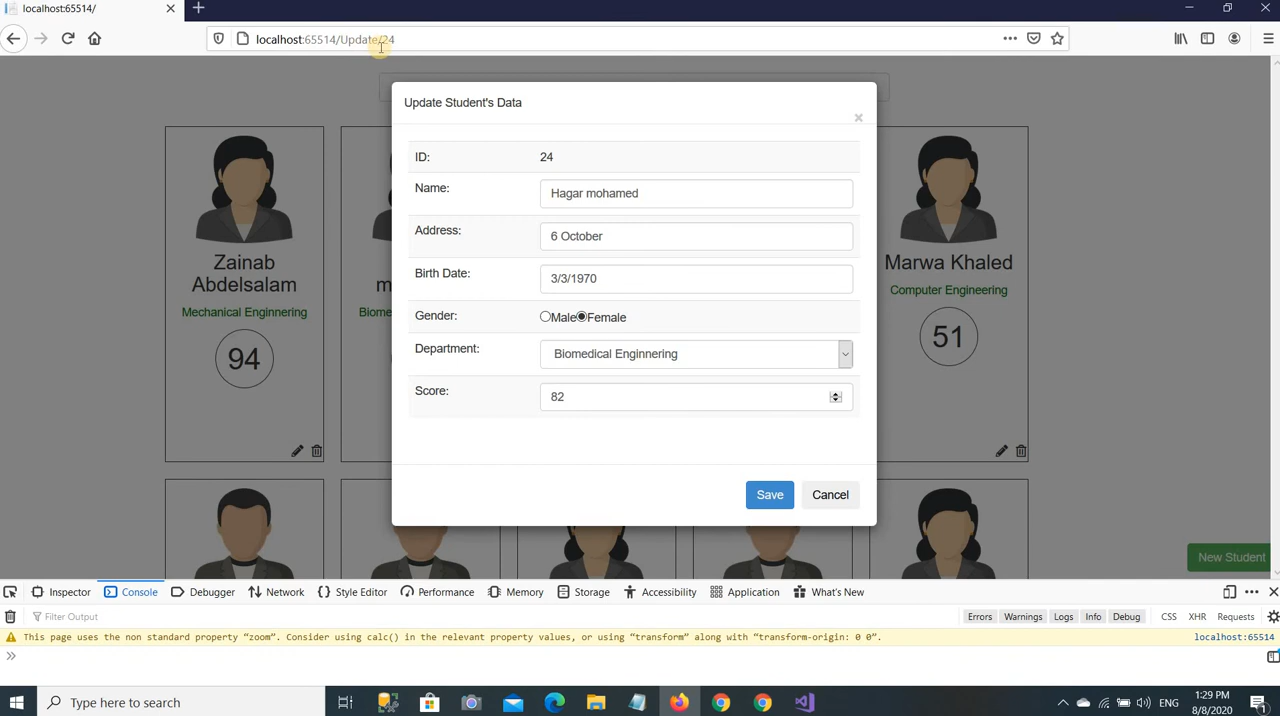 localhost:65514/
localhost:65514/Update/24
Update Student's Data
×
ID: 24
Name: Hagar mohamed
Address: 6 October
Birth Date: 3/3/1970
Gender: Male Female
Department: Biomedical Enginnering
Score: 82
Save Cancel
Zainab
Abdelsalam
Mechanical Enginnering
94
Marwa Khaled
Computer Engineering
51
New Student
Inspector Console Debugger Network Style Editor Performance Memory Storage Accessibility Application What's New
Filter Output Errors Warnings Logs Info Debug CSS XHR Requests
This page uses the non standard property “zoom”. Consider using calc() in the relevant property values, or using “transform” along with “transform-origin: 0 0”. localhost:65514
Type here to search
ENG
1:29 PM
8/8/2020
1